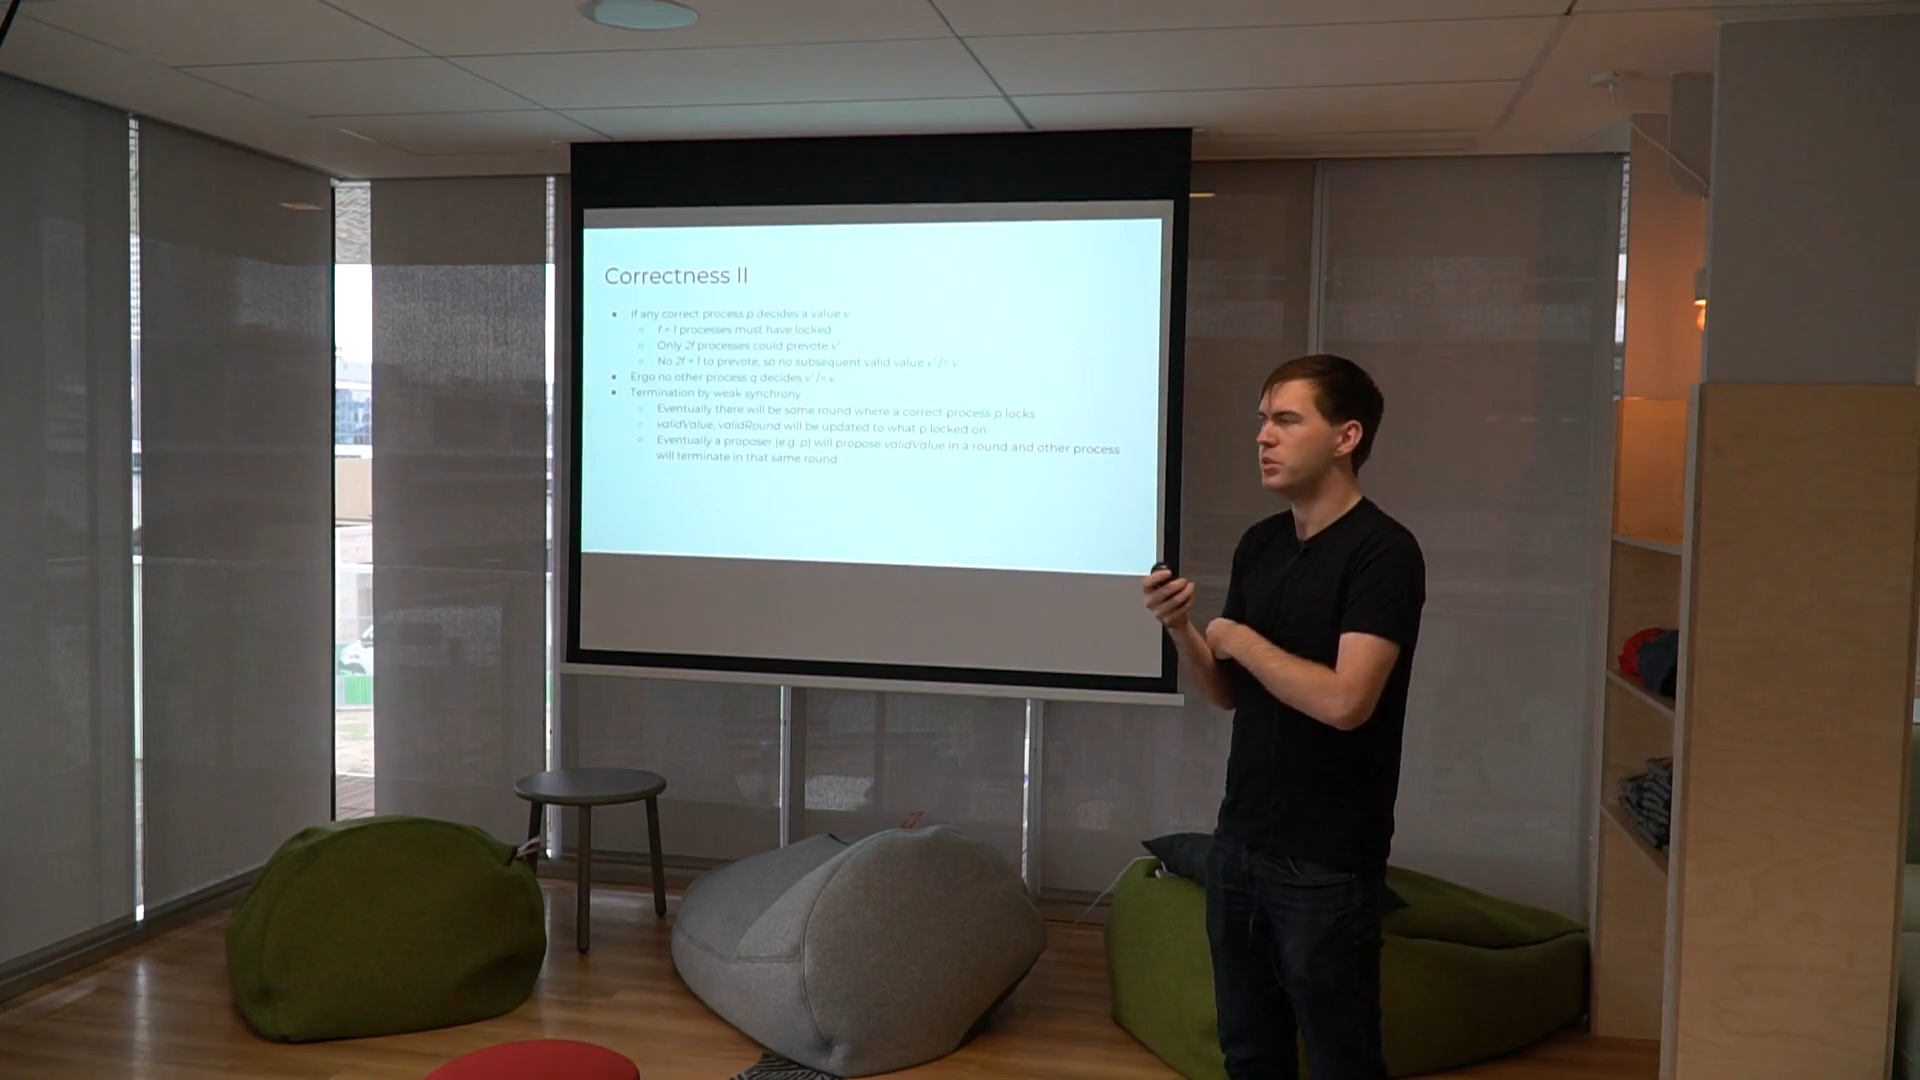 Correctness II
If any correct process p decides a value v
f + 1 processes must have locked
Only 2f processes could prevote v'
No 2f + 1 to prevote, so no subsequent valid value v' /= v
Ergo no other process q decides v' /= v
Termination by weak synchrony
Eventually there will be some round where a correct process p locks
validValue, validRound will be updated to what p locked on
Eventually a proposer (e.g. p) will propose validValue in a round and other process
will terminate in that same round